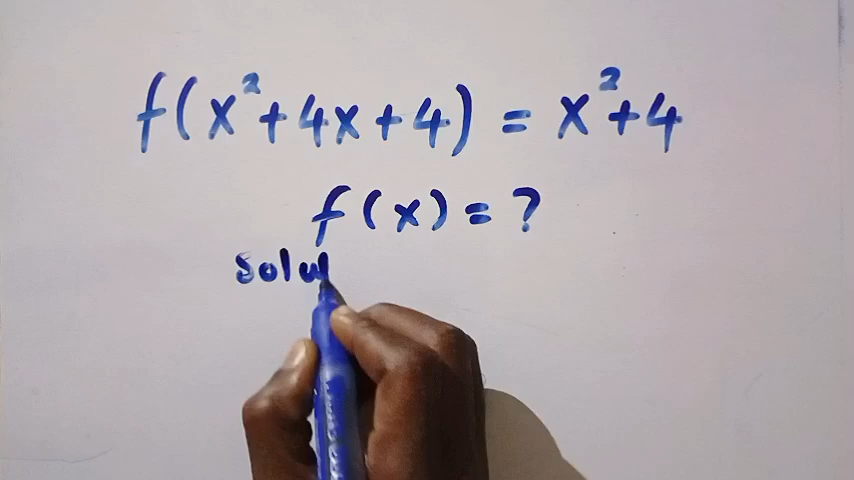 f(x²+4x+4) = x²+4
f(x) = ?
Solu